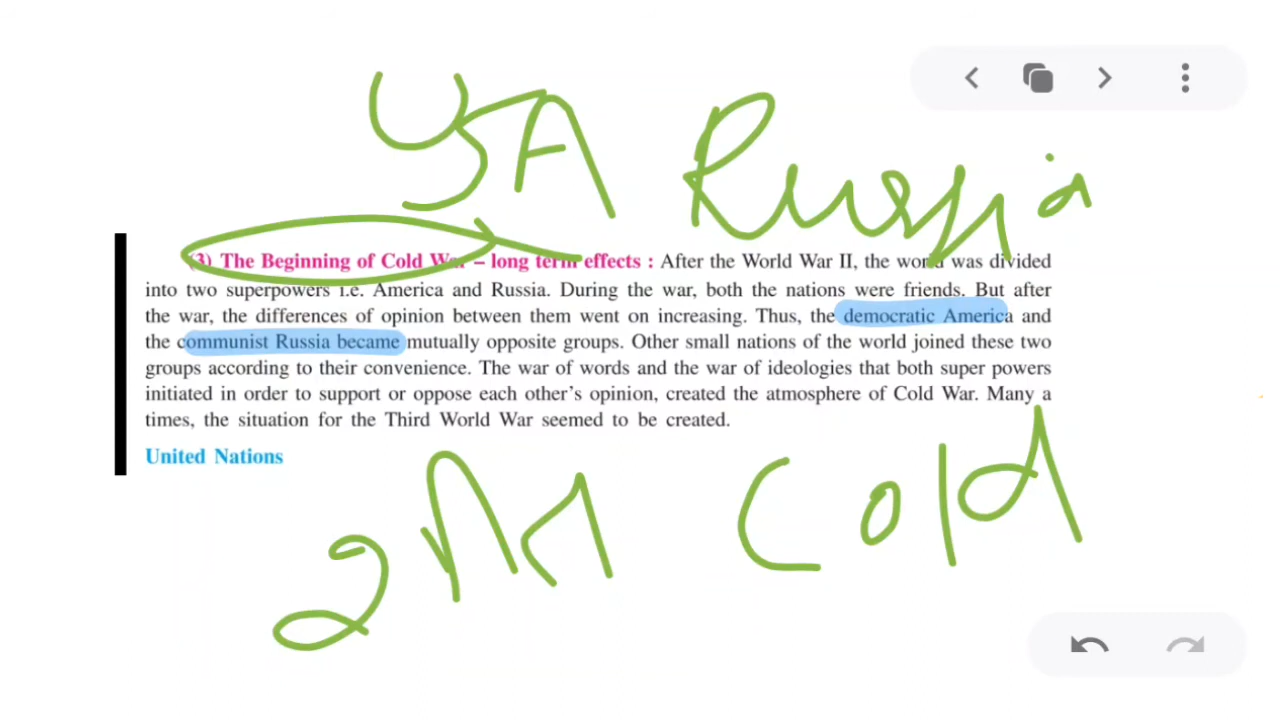 USA Russia
(3) The Beginning of Cold War – long term effects : After the World War II, the world was divided
into two superpowers i.e. America and Russia. During the war, both the nations were friends. But after
the war, the differences of opinion between them went on increasing. Thus, the democratic America and
the communist Russia became mutually opposite groups. Other small nations of the world joined these two
groups according to their convenience. The war of words and the war of ideologies that both super powers
initiated in order to support or oppose each other's opinion, created the atmosphere of Cold War. Many a
times, the situation for the Third World War seemed to be created.
United Nations
2nd Cold